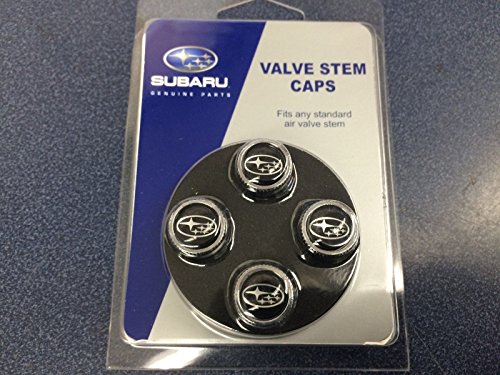 SUBARU
GENUINE PARTS
VALVE STEM
CAPS
Fits any standard
air valve stem